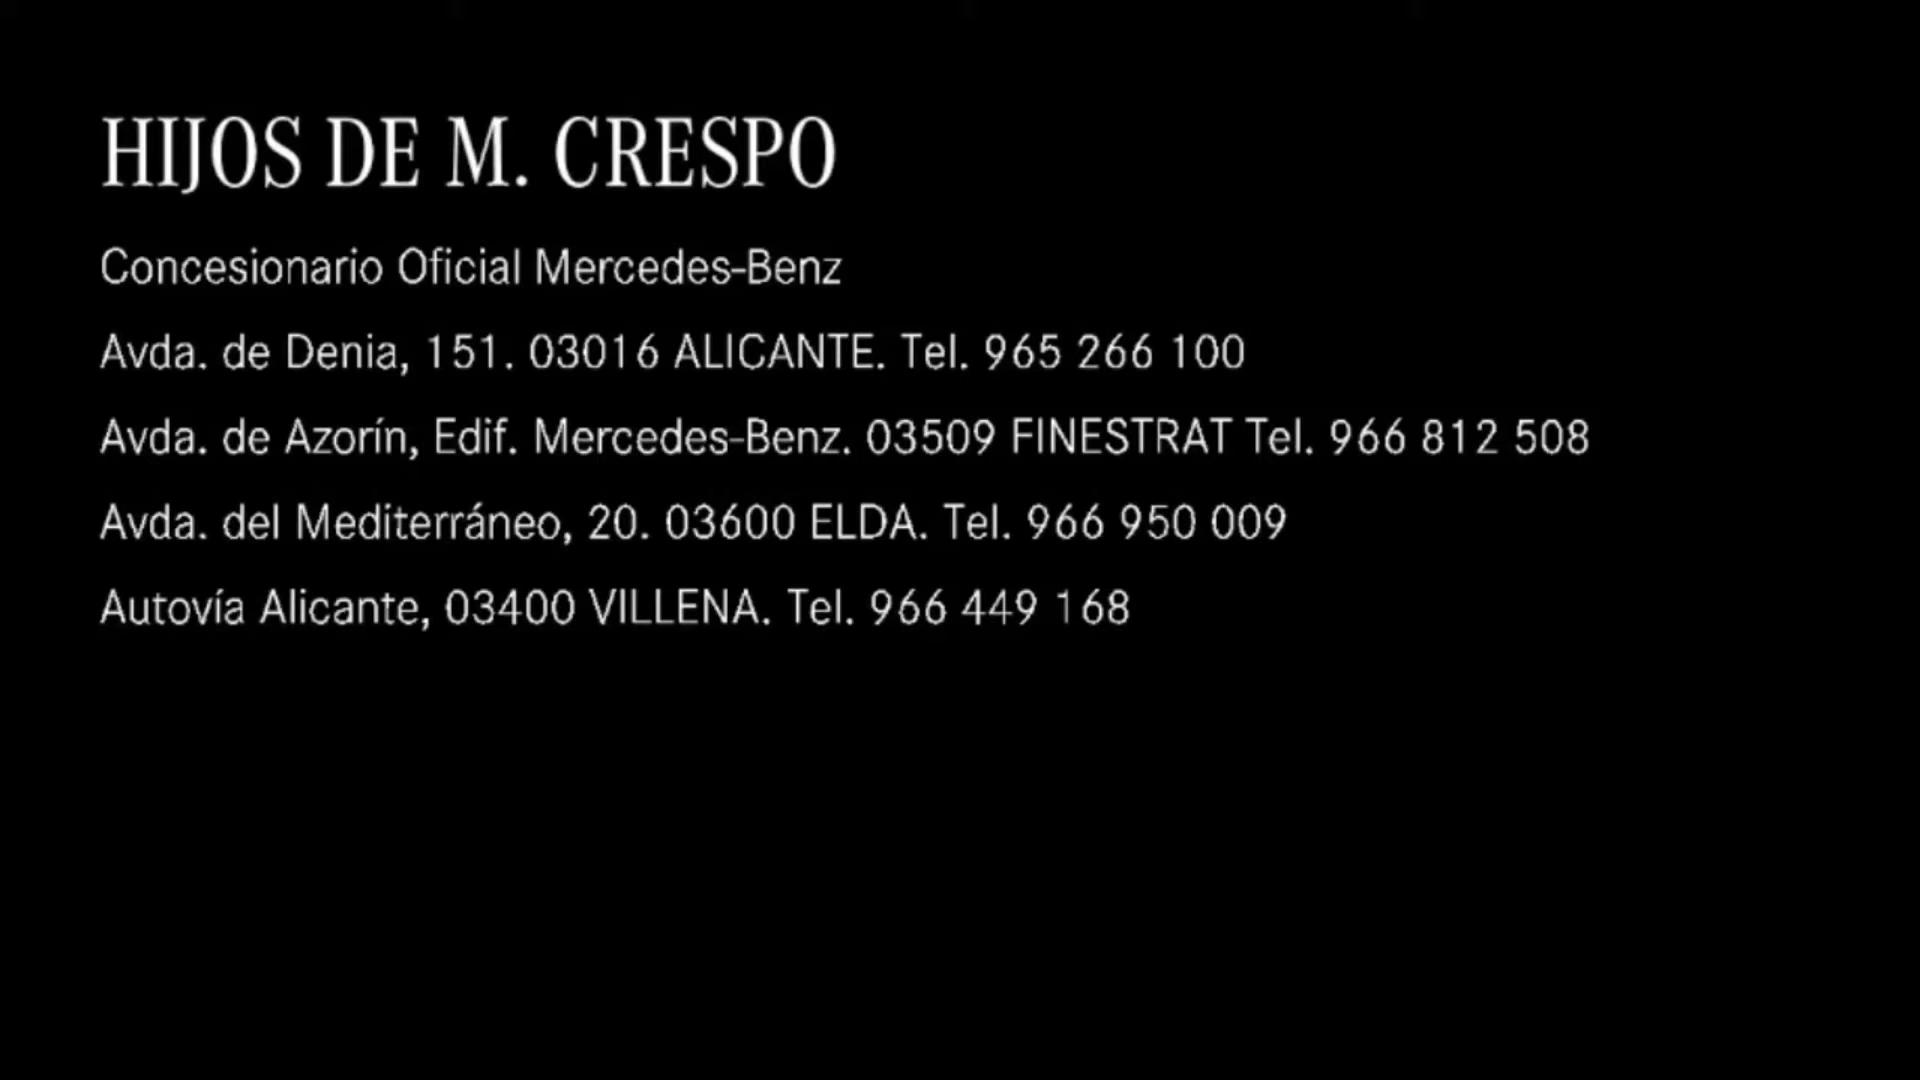 HIJOS DE M. CRESPO
Concesionario Oficial Mercedes-Benz
Avda. de Denia, 151. 03016 ALICANTE. Tel. 965 266 100
Avda. de Azorín, Edif. Mercedes-Benz. 03509 FINESTRAT Tel. 966 812 508
Avda. del Mediterráneo, 20. 03600 ELDA. Tel. 966 950 009
Autovía Alicante, 03400 VILLENA. Tel. 966 449 168